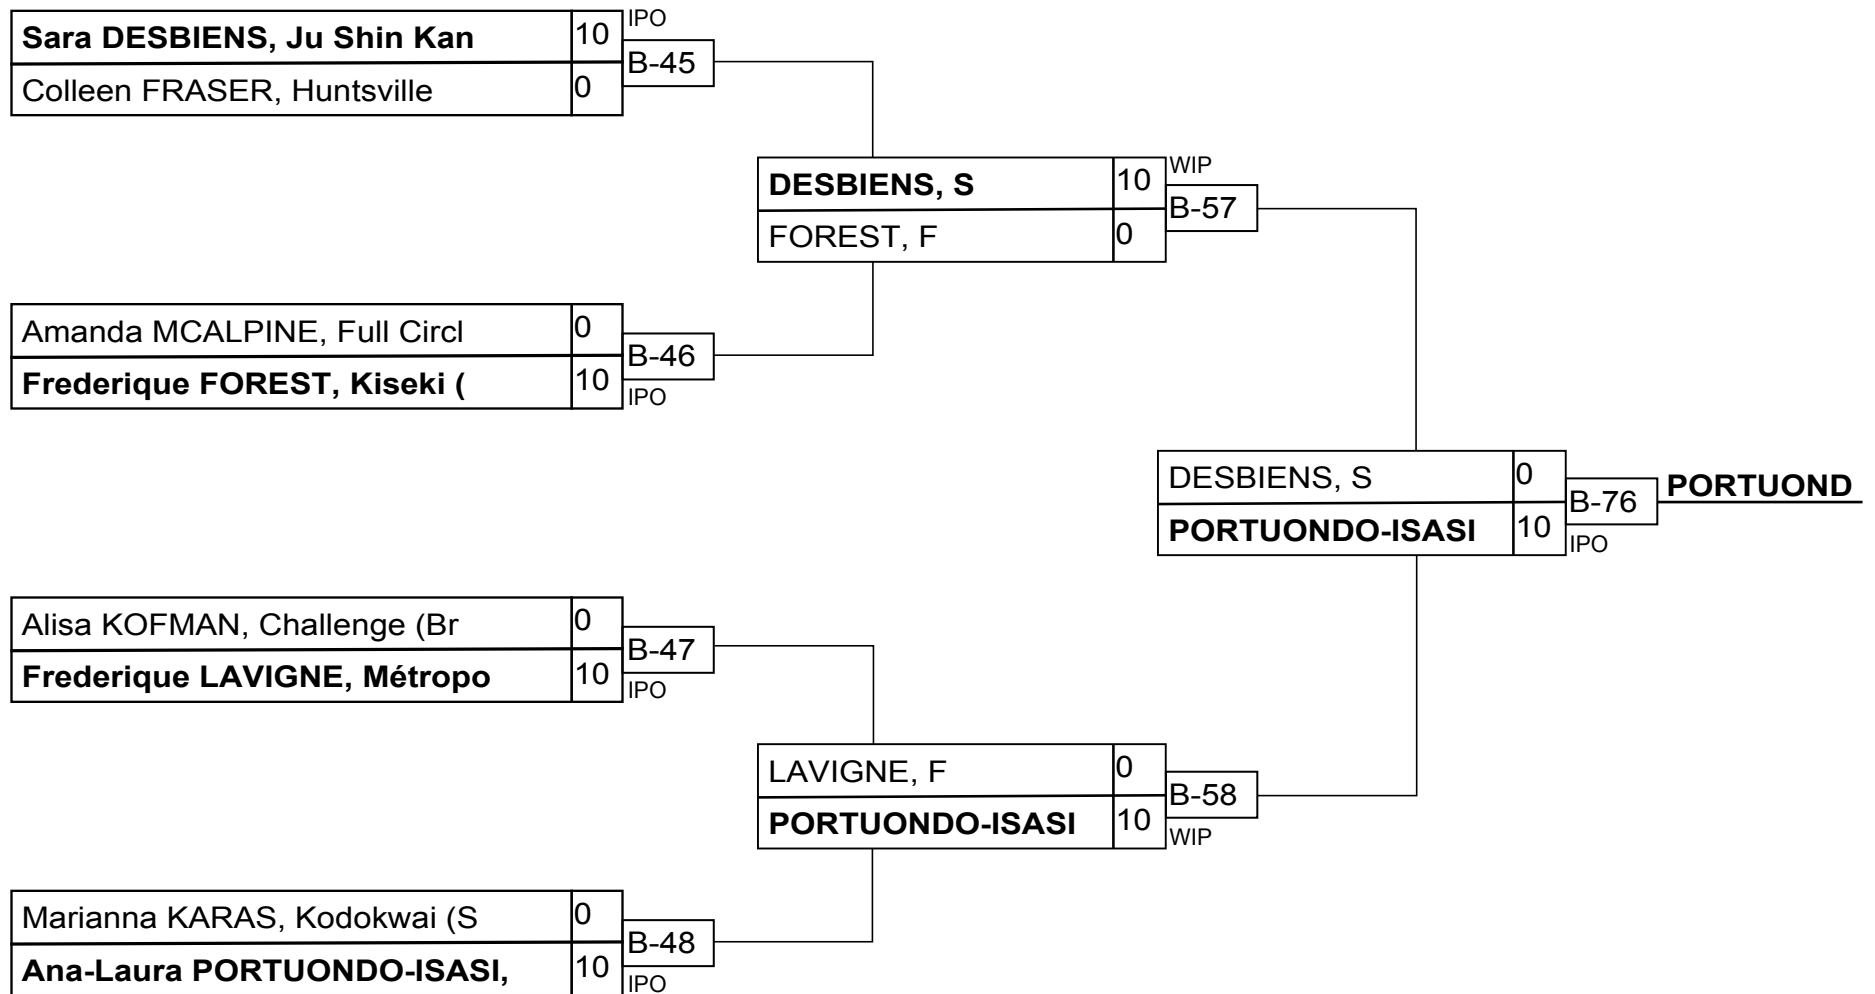 IPO
Sara DESBIENS, Ju Shin Kan 10
B-45
Colleen FRASER, Huntsville 0
WIP
DESBIENS, S 10
B-57
FOREST, F 0
Amanda MCALPINE, Full Circl 0
B-46
Frederique FOREST, Kiseki ( 10
IPO
DESBIENS, S 0
B-76 PORTUOND
PORTUONDO-ISASI 10
IPO
Alisa KOFMAN, Challenge (Br 0
B-47
Frederique LAVIGNE, Métropo 10
IPO
LAVIGNE, F 0
B-58
PORTUONDO-ISASI 10
WIP
Marianna KARAS, Kodokwai (S 0
B-48
Ana-Laura PORTUONDO-ISASI, 10
IPO